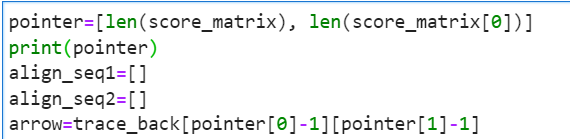 pointer=[len(score_matrix), len(score_matrix[0])]
print(pointer)
align_seq1=[]
align_seq2=[]
arrow=trace_back[pointer[0]-1][pointer[1]-1]